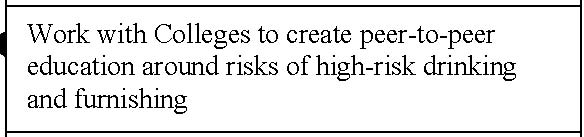 Work with Colleges to create peer-to-peer
education around risks of high-risk drinking
and furnishing